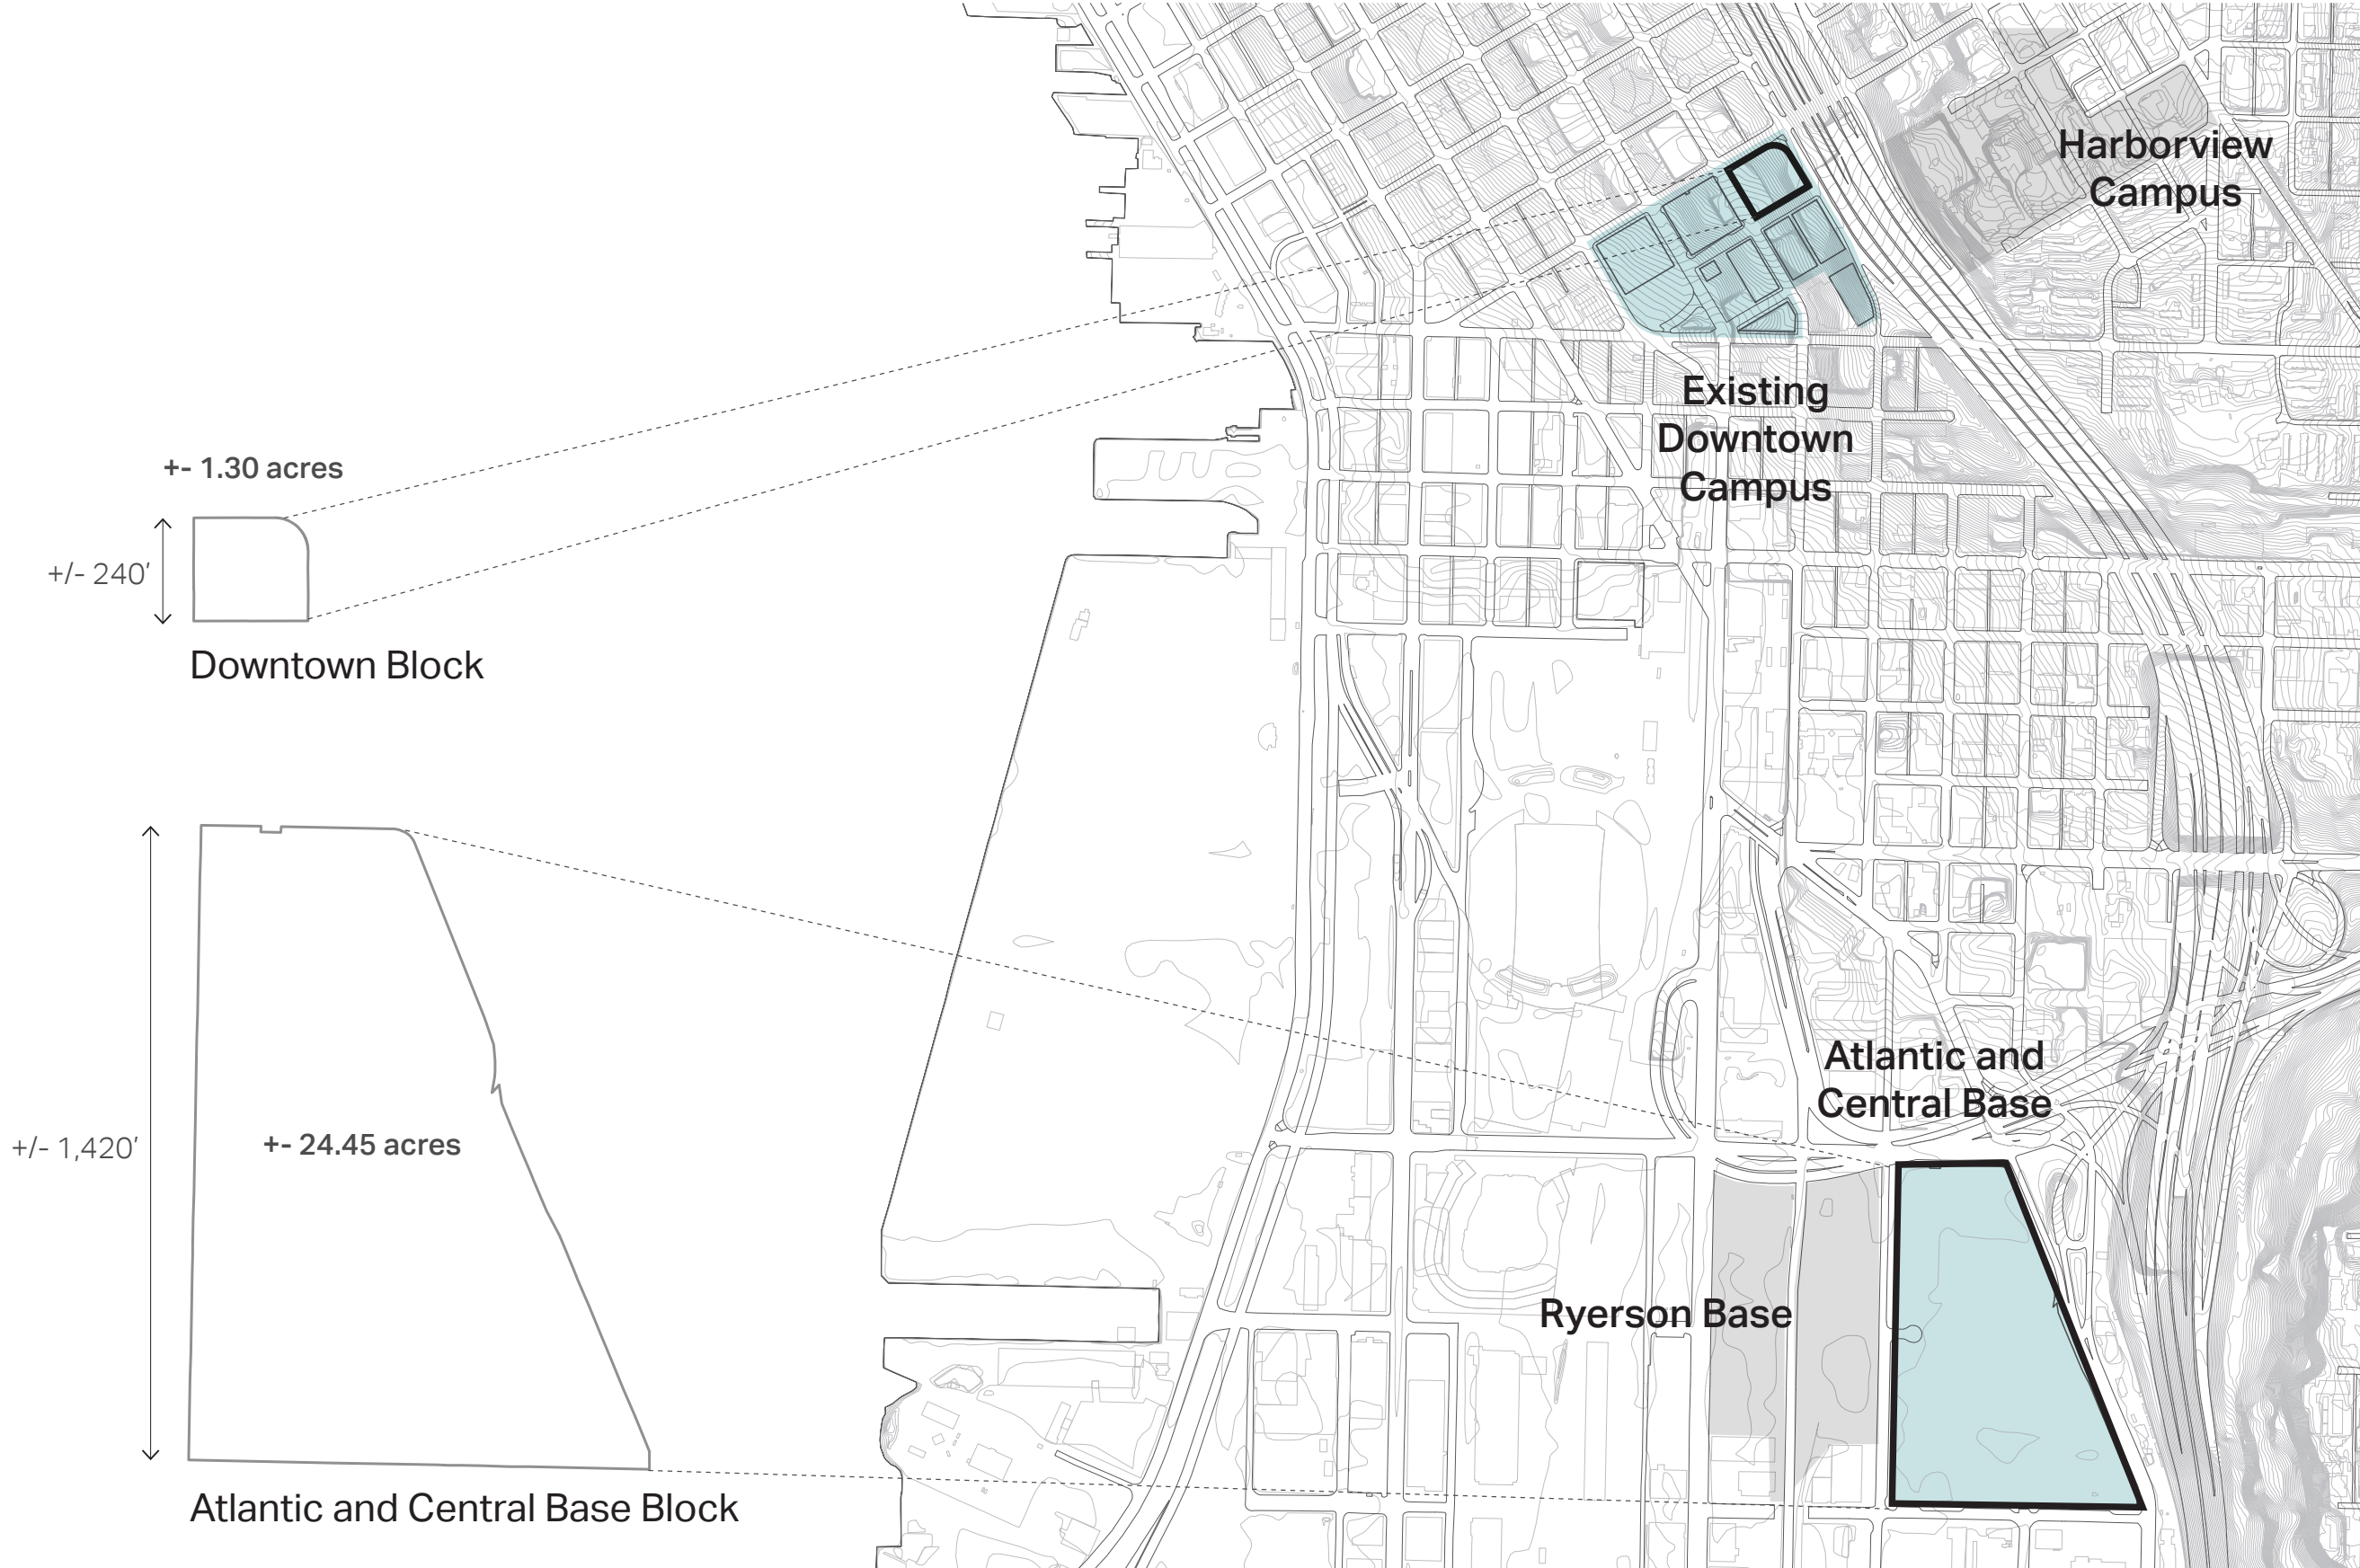 Harborview
Campus
Existing
Downtown
Campus
+- 1.30 acres
+/- 240′
Downtown Block
Atlantic and
Central Base
+/- 1,420′
+- 24.45 acres
Ryerson Base
Atlantic and Central Base Block